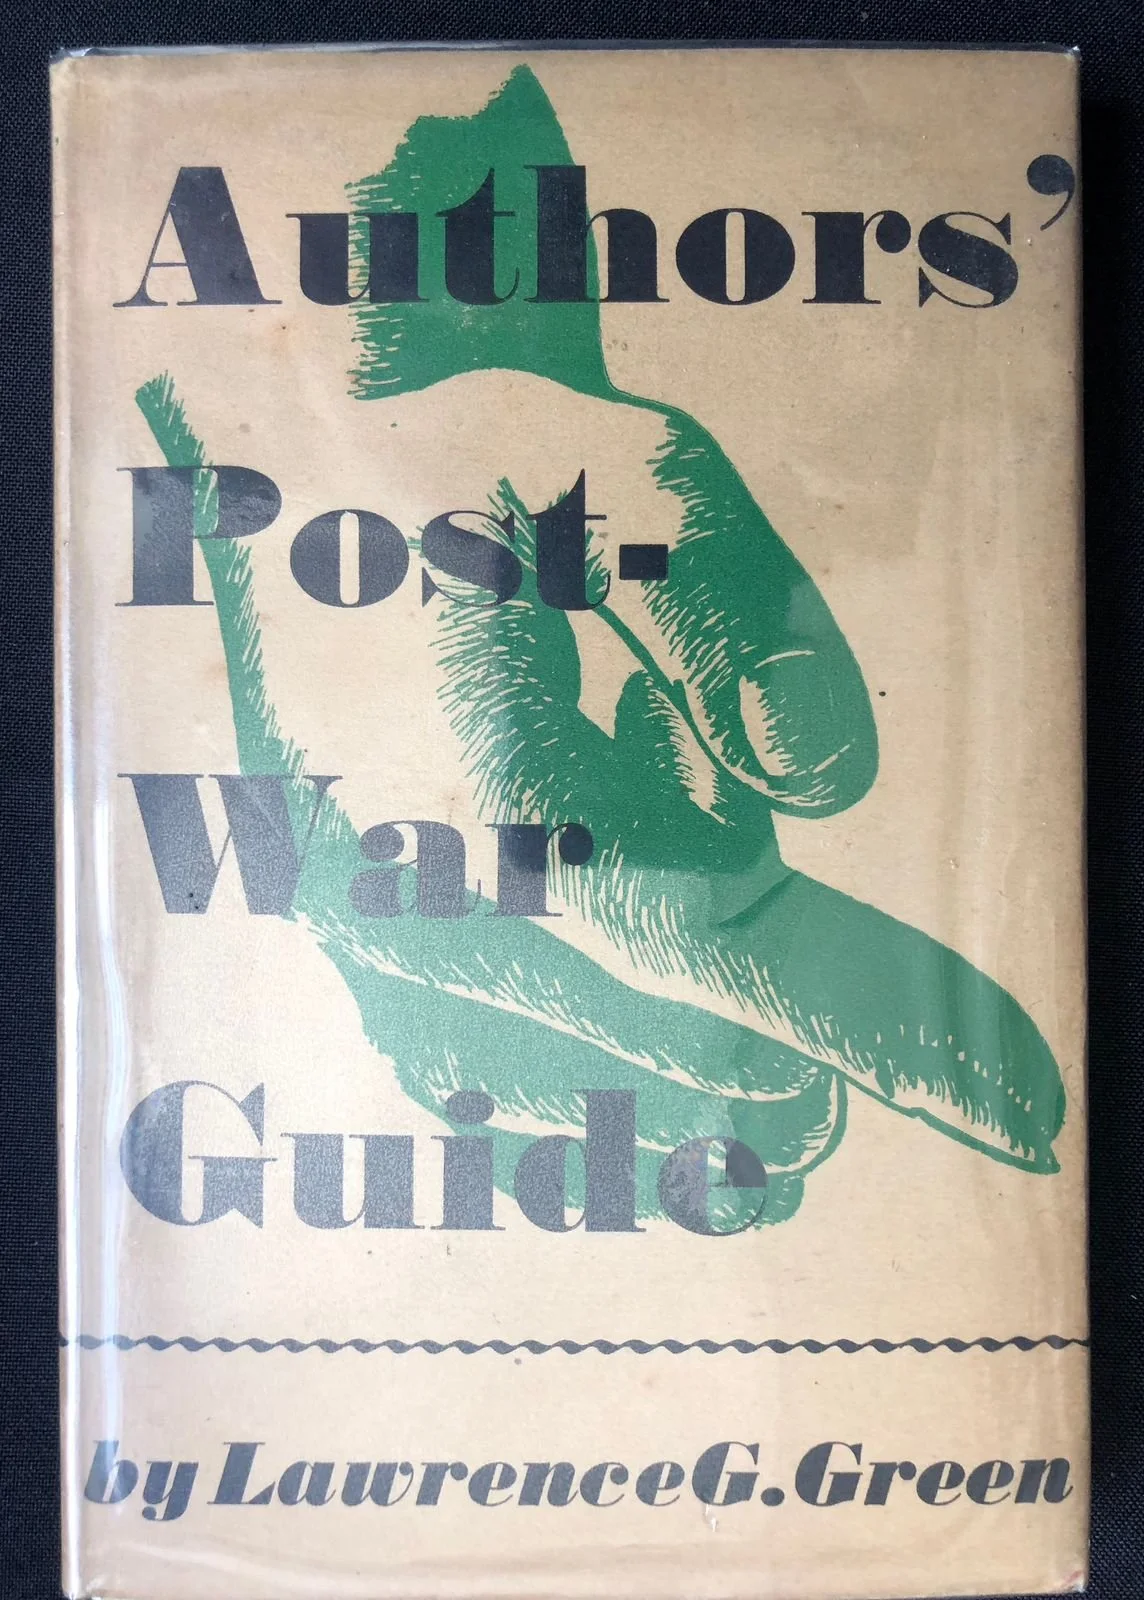 Authors'
Post-
War
Guide
by Lawrence G. Green